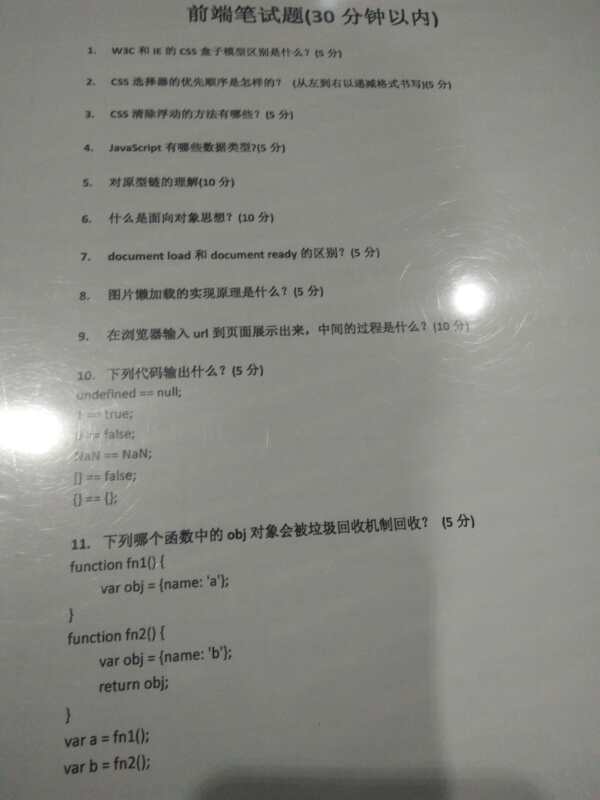 前端笔试题(30 分钟以内)
1. W3C 和 IE 的 CSS 盒子模型区别是什么？(5 分)
2. CSS 选择器的优先顺序是怎样的？ (从左到右以递减格式书写)(5 分)
3. CSS 清除浮动的方法有哪些？(5 分)
4. JavaScript 有哪些数据类型?(5 分)
5. 对原型链的理解(10 分)
6. 什么是面向对象思想？(10 分)
7. document load 和 document ready 的区别？(5 分)
8. 图片懒加载的实现原理是什么？(5 分)
9. 在浏览器输入 url 到页面展示出来，中间的过程是什么？(10 分)
10. 下列代码输出什么？(5 分)
undefined == null;
1 == true;
== false;
NaN == NaN;
[] == false;
{} == {};
11. 下列哪个函数中的 obj 对象会被垃圾回收机制回收？ (5 分)
function fn1() {
var obj = {name: 'a'};
}
function fn2() {
var obj = {name: 'b'};
return obj;
}
var a = fn1();
var b = fn2();